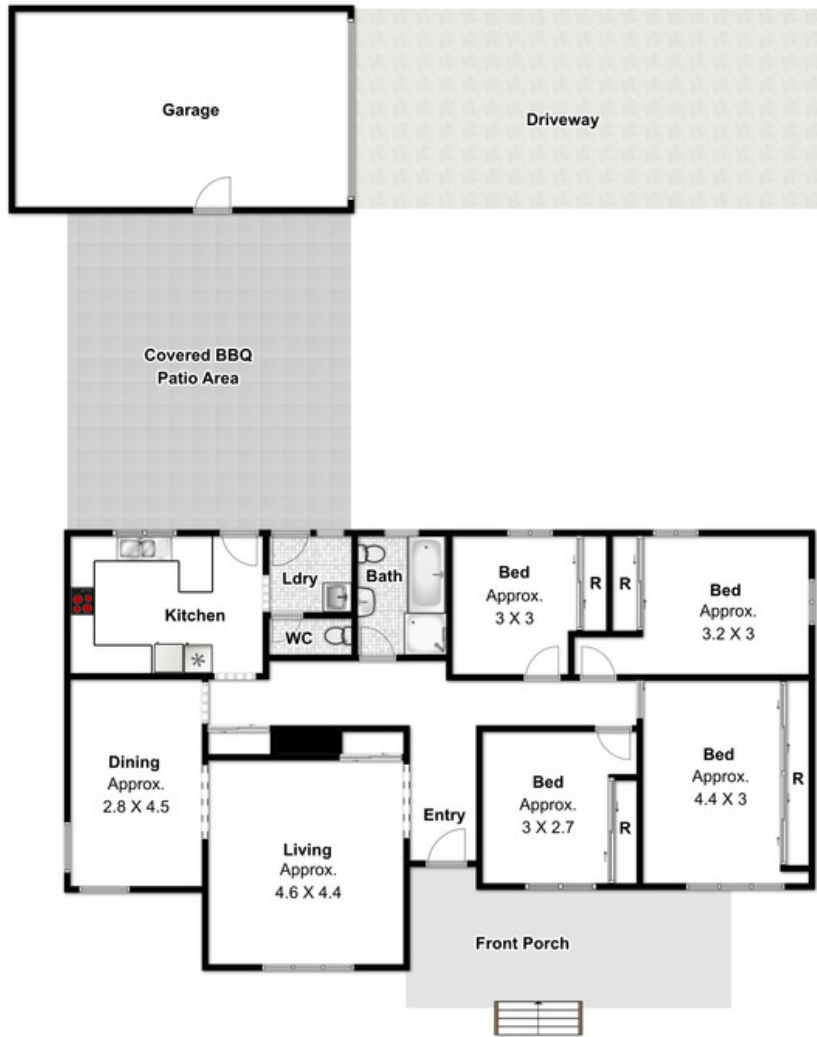 Garage
Driveway
Covered BBQ
Patio Area
Kitchen
Ldry
WC
Bath
Bed
Approx.
3 X 3
R
R
Bed
Approx.
3.2 X 3
Dining
Approx.
2.8 X 4.5
Living
Approx.
4.6 X 4.4
Entry
Bed
Approx.
3 X 2.7
R
Bed
Approx.
4.4 X 3
R
Front Porch